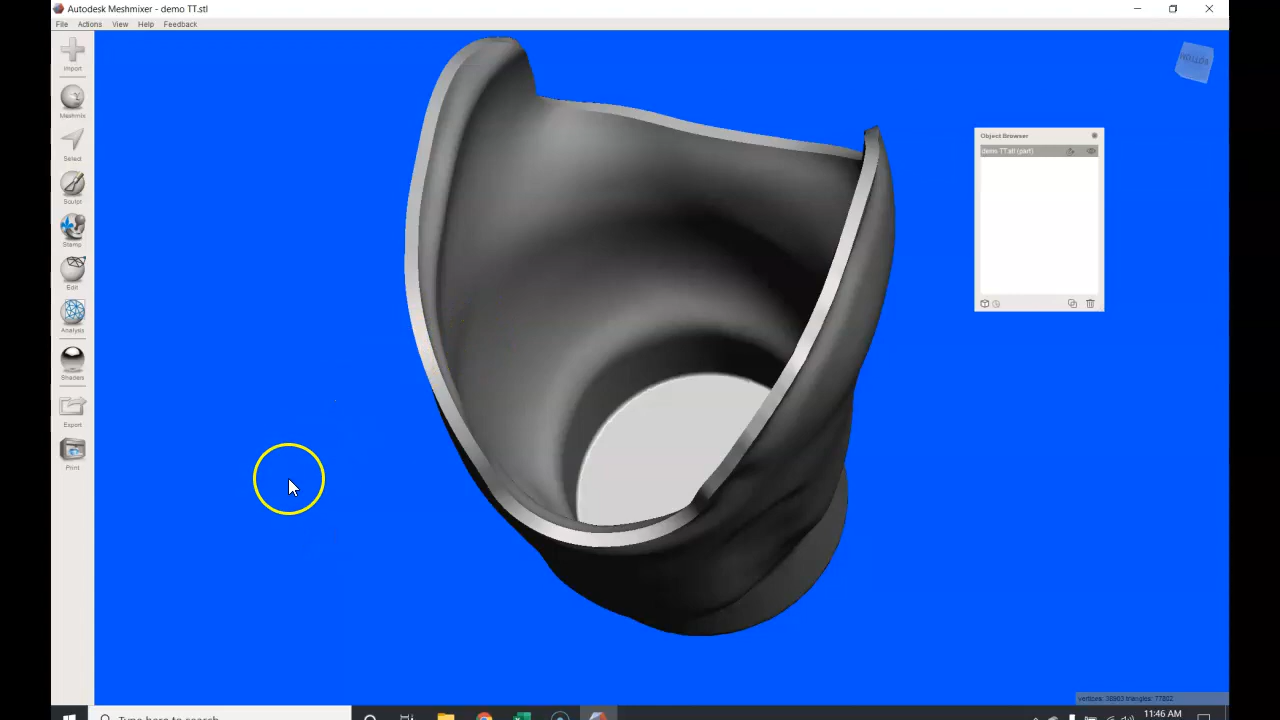 Autodesk Meshmixer - demo TT.stl
File Actions View Help Feedback
Import
Meshmix
Select
Sculpt
Stamp
Edit
Analysis
Shaders
Export
Print
BOTTOM
Object Browser
demo TT.stl (part)
Type here to search
11:46 AM